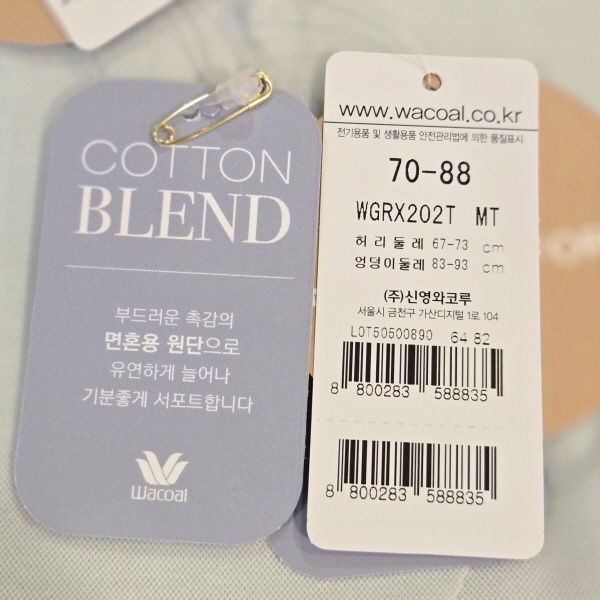 COTTON
BLEND
부드러운 촉감의
면혼용 원단으로
유연하게 늘어나
기분좋게 서포트합니다
Wacoal
www.wacoal.co.kr
전기용품 및 생활용품 안전관리법에 의한 품질표시
70-88
WGRX202T MT
허리둘레 67-73 cm
엉덩이둘레 83-93 cm
(주)신영와코루
서울시 금천구 가산디지털 1로 104
LOT50500890 64 82
8 800283 588835
8 800283 588835